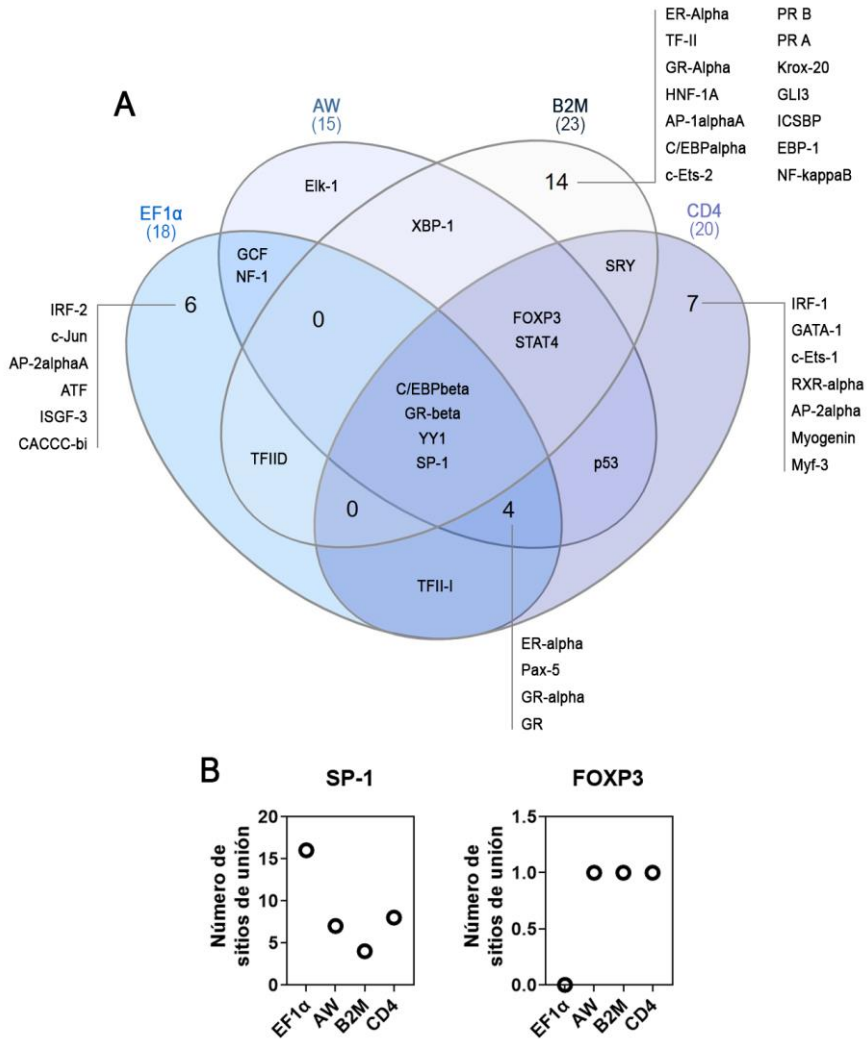 A
AW
(15)
B2M
(23)
EF1α
(18)
CD4
(20)
ER-Alpha
TF-II
GR-Alpha
HNF-1A
AP-1alphaA
C/EBPalpha
c-Ets-2
PR B
PR A
Krox-20
GLI3
ICSBP
EBP-1
NF-kappaB
Elk-1
14
XBP-1
GCF
NF-1
SRY
6
0
7
FOXP3
STAT4
IRF-2
c-Jun
AP-2alphaA
ATF
ISGF-3
CACCC-bi
IRF-1
GATA-1
c-Ets-1
RXR-alpha
AP-2alpha
Myogenin
Myf-3
C/EBPbeta
GR-beta
YY1
SP-1
TFIID
p53
0
4
TFII-I
ER-alpha
Pax-5
GR-alpha
GR
B
SP-1
Número de
sitios de unión
20
15
10
5
0
EF1α
AW
B2M
CD4
FOXP3
Número de
sitios de unión
1.5
1.0
0.5
0.0
EF1α
AW
B2M
CD4